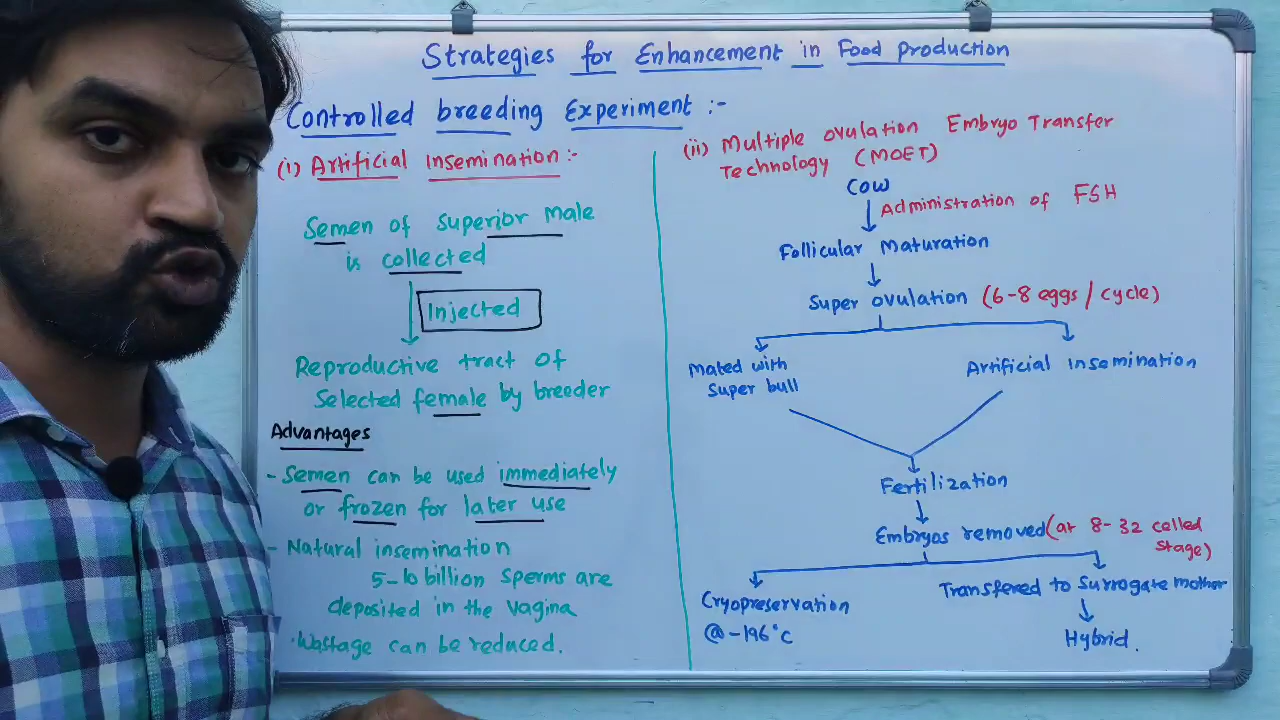 Strategies for Enhancement in Food production
Controlled breeding Experiment :-
(i) Artificial insemination :-
Semen of superior male
is collected
Injected
Reproductive tract of
Selected female by breeder
Advantages
- Semen can be used immediately
or frozen for later use
- Natural insemination
5-10 billion sperms are
deposited in the vagina
· Wastage can be reduced.
(ii) Multiple ovulation Embryo Transfer
Technology (MOET)
Cow
Administration of FSH
Follicular maturation
Super ovulation (6-8 eggs / cycle)
Mated with
Super bull
Artificial insemination
Fertilization
Embryos removed (at 8-32 celled
stage)
Cryopreservation
@ -196°c
Transferred to Surrogate mother
Hybrid.